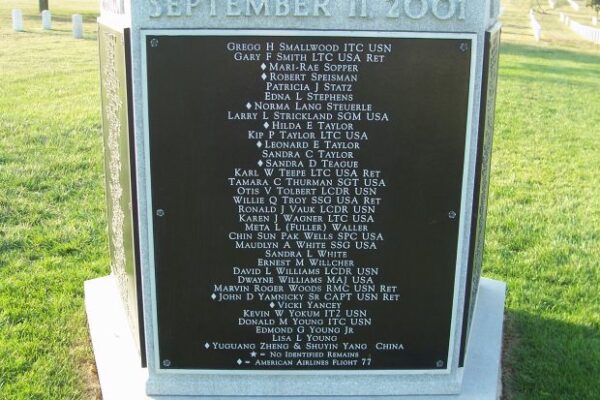 SEPTEMBER 11, 2001
GREGG H SMALLWOOD ITC USN
GARY F SMITH LTC USA RET
♦ MARI-RAE SOPPER
♦ ROBERT SPEISMAN
PATRICIA J STATZ
EDNA L STEPHENS
♦ NORMA LANG STEUERLE
LARRY L STRICKLAND SGM USA
♦ HILDA E TAYLOR
KIP P TAYLOR LTC USA
♦ LEONARD E TAYLOR
SANDRA C TAYLOR
♦ SANDRA D TEAGUE
KARL W TEEPE LTC USA RET
TAMARA C THURMAN SGT USA
OTIS V TOLBERT LCDR USN
WILLIE Q TROY SSG USA RET
RONALD J VAUK LCDR USN
KAREN J WAGNER LTC USA
META L (FULLER) WALLER
CHIN SUN PAK WELLS SPC USA
MAUDLYN A WHITE SSG USA
SANDRA L WHITE
ERNEST M WILLCHER
DAVID L WILLIAMS LCDR USN
DWAYNE WILLIAMS MAJ USA
MARVIN ROGER WOODS RMC USN RET
♦ JOHN D YAMNICKY SR CAPT USN RET
♦ VICKI YANCEY
KEVIN W YOKUM IT2 USN
DONALD M YOUNG ITC USN
EDMOND G YOUNG JR
LISA L YOUNG
♦ YUGUANG ZHENG & SHUYIN YANG CHINA
★ = NO IDENTIFIED REMAINS
♦ = AMERICAN AIRLINES FLIGHT 77